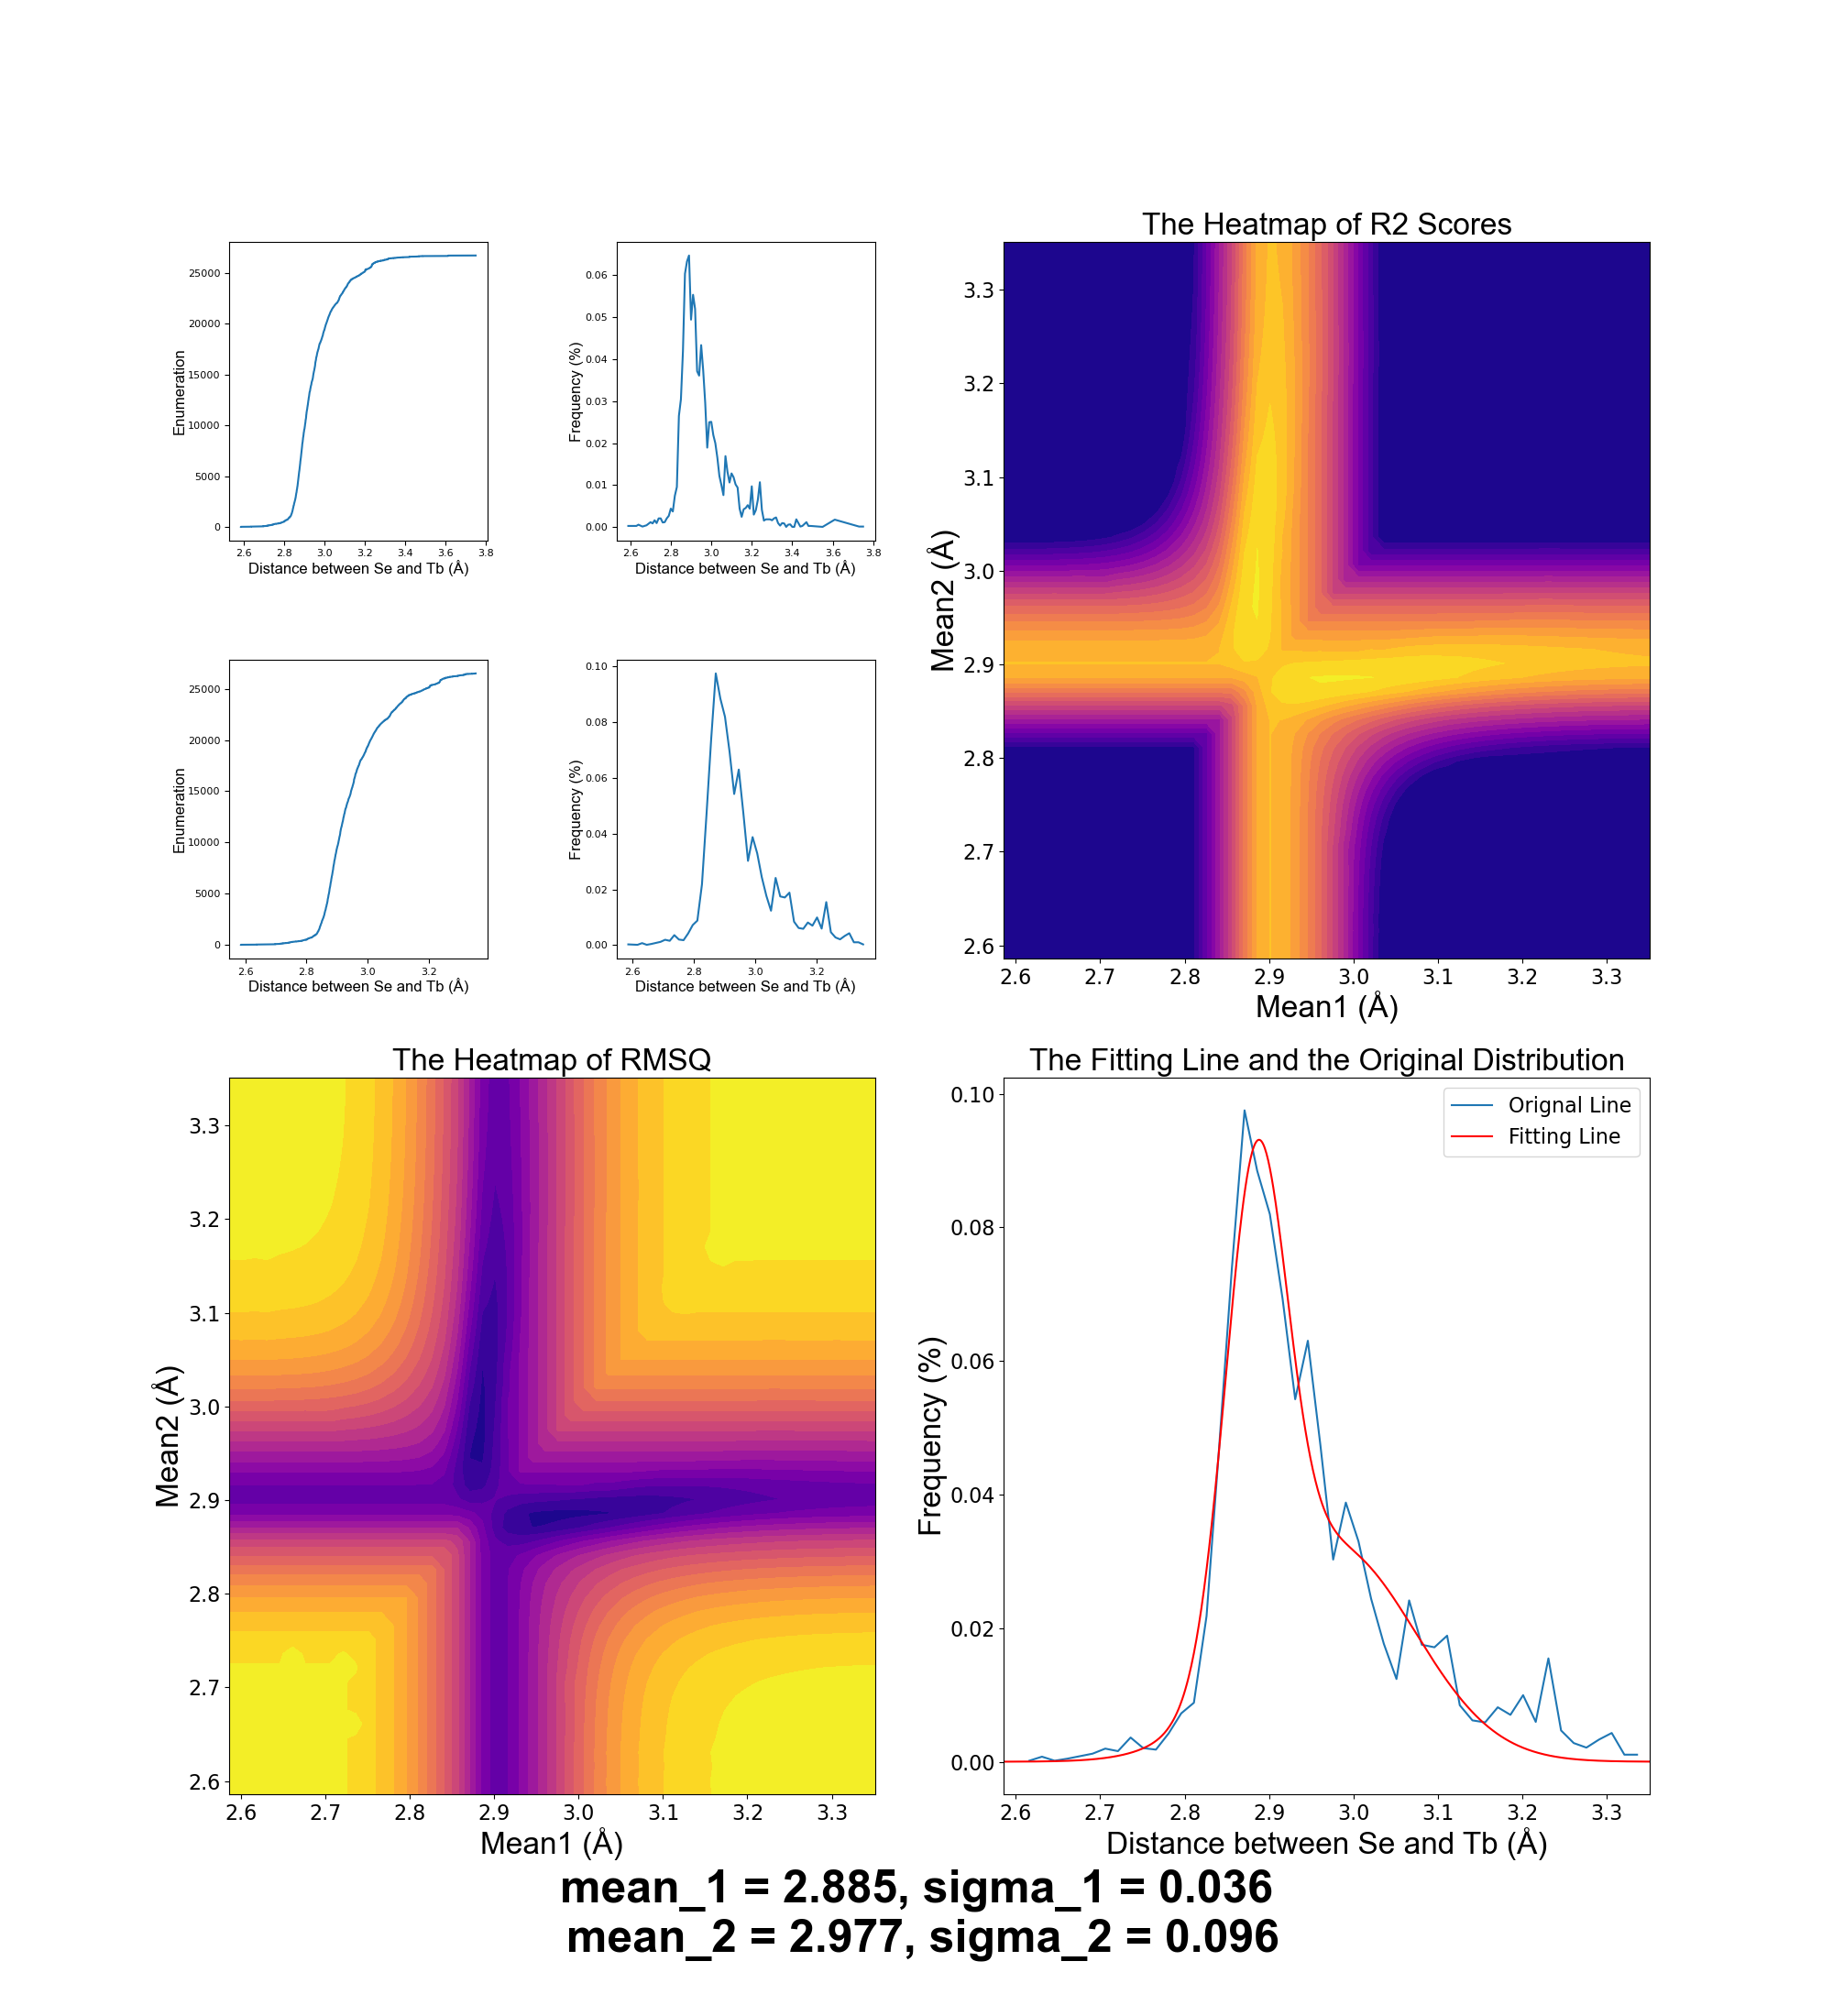 25000
20000
15000
10000
5000
0
Enumeration
2.6 2.8 3.0 3.2 3.4 3.6 3.8
Distance between Se and Tb (Å)
0.06
0.05
0.04
0.03
0.02
0.01
0.00
Frequency (%)
2.6 2.8 3.0 3.2 3.4 3.6 3.8
Distance between Se and Tb (Å)
25000
20000
15000
10000
5000
0
Enumeration
2.6 2.8 3.0 3.2
Distance between Se and Tb (Å)
0.10
0.08
0.06
0.04
0.02
0.00
Frequency (%)
2.6 2.8 3.0 3.2
Distance between Se and Tb (Å)
The Heatmap of R2 Scores
3.3
3.2
3.1
3.0
2.9
2.8
2.7
2.6
Mean2 (Å)
2.6 2.7 2.8 2.9 3.0 3.1 3.2 3.3
Mean1 (Å)
The Heatmap of RMSQ
3.3
3.2
3.1
3.0
2.9
2.8
2.7
2.6
Mean2 (Å)
2.6 2.7 2.8 2.9 3.0 3.1 3.2 3.3
Mean1 (Å)
The Fitting Line and the Original Distribution
Orignal Line
Fitting Line
0.10
0.08
0.06
0.04
0.02
0.00
Frequency (%)
2.6 2.7 2.8 2.9 3.0 3.1 3.2 3.3
Distance between Se and Tb (Å)
mean_1 = 2.885, sigma_1 = 0.036
mean_2 = 2.977, sigma_2 = 0.096